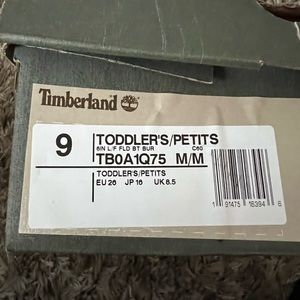 Timberland
9
TODDLER'S/PETITS
6IN L/F FLD BT BUR C60
TB0A1Q75 M/M
TODDLER'S/PETITS
EU 26 JP 16 UK 8.5